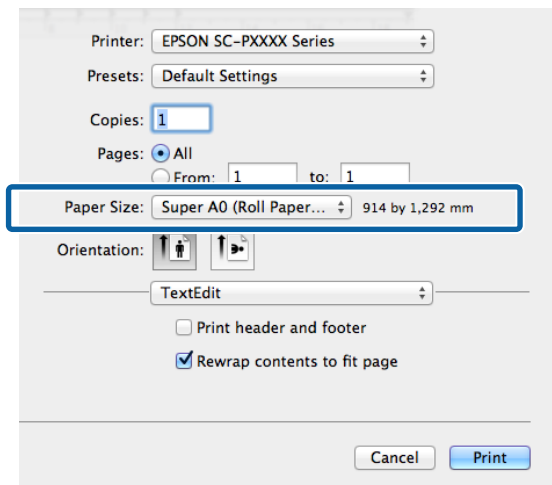 Printer: EPSON SC-PXXXX Series
Presets: Default Settings
Copies: 1
Pages: All
From: 1 to: 1
Paper Size: Super A0 (Roll Paper... 914 by 1,292 mm
Orientation:
TextEdit
Print header and footer
Rewrap contents to fit page
Cancel Print